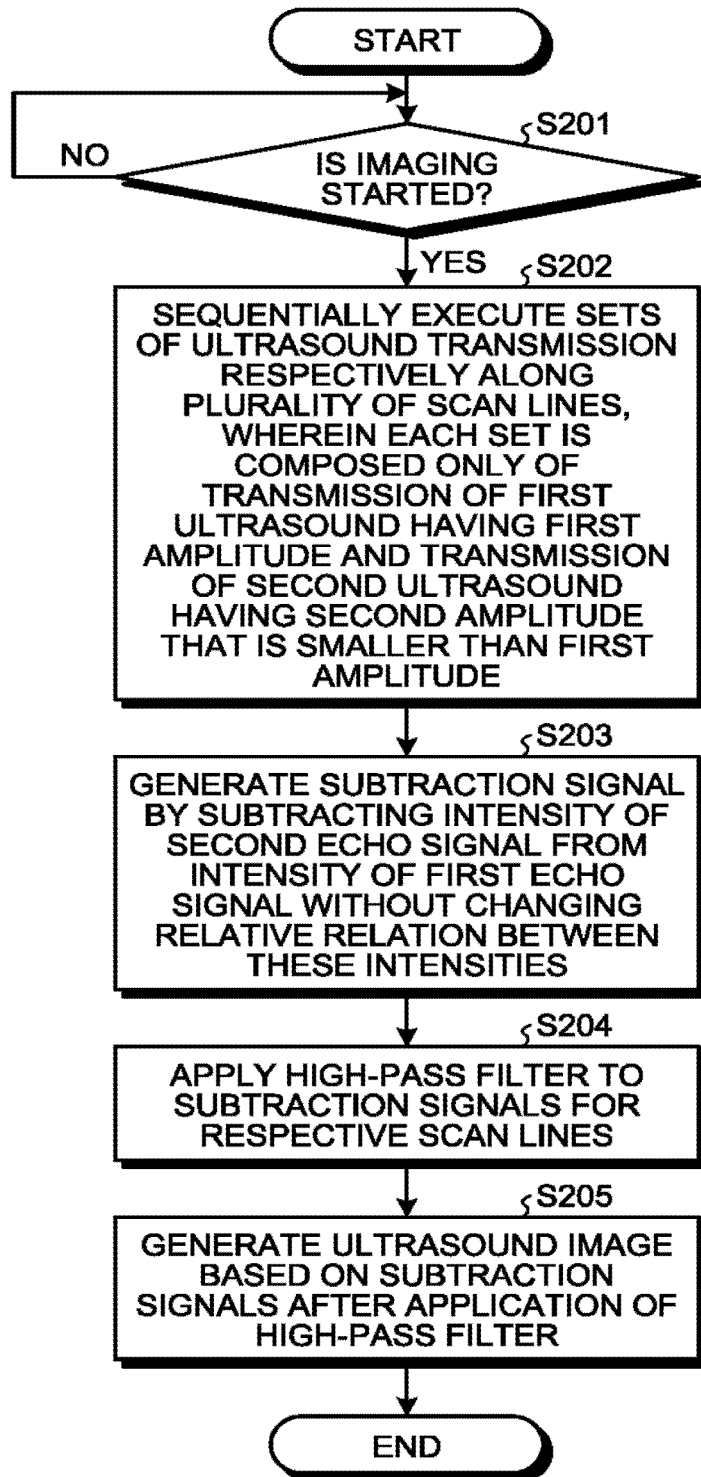 START
S201
NO
IS IMAGING
STARTED?
YES
S202
SEQUENTIALLY EXECUTE SETS
OF ULTRASOUND TRANSMISSION
RESPECTIVELY ALONG
PLURALITY OF SCAN LINES,
WHEREIN EACH SET IS
COMPOSED ONLY OF
TRANSMISSION OF FIRST
ULTRASOUND HAVING FIRST
AMPLITUDE AND TRANSMISSION
OF SECOND ULTRASOUND
HAVING SECOND AMPLITUDE
THAT IS SMALLER THAN FIRST
AMPLITUDE
S203
GENERATE SUBTRACTION SIGNAL
BY SUBTRACTING INTENSITY OF
SECOND ECHO SIGNAL FROM
INTENSITY OF FIRST ECHO
SIGNAL WITHOUT CHANGING
RELATIVE RELATION BETWEEN
THESE INTENSITIES
S204
APPLY HIGH-PASS FILTER TO
SUBTRACTION SIGNALS FOR
RESPECTIVE SCAN LINES
S205
GENERATE ULTRASOUND IMAGE
BASED ON SUBTRACTION
SIGNALS AFTER APPLICATION OF
HIGH-PASS FILTER
END